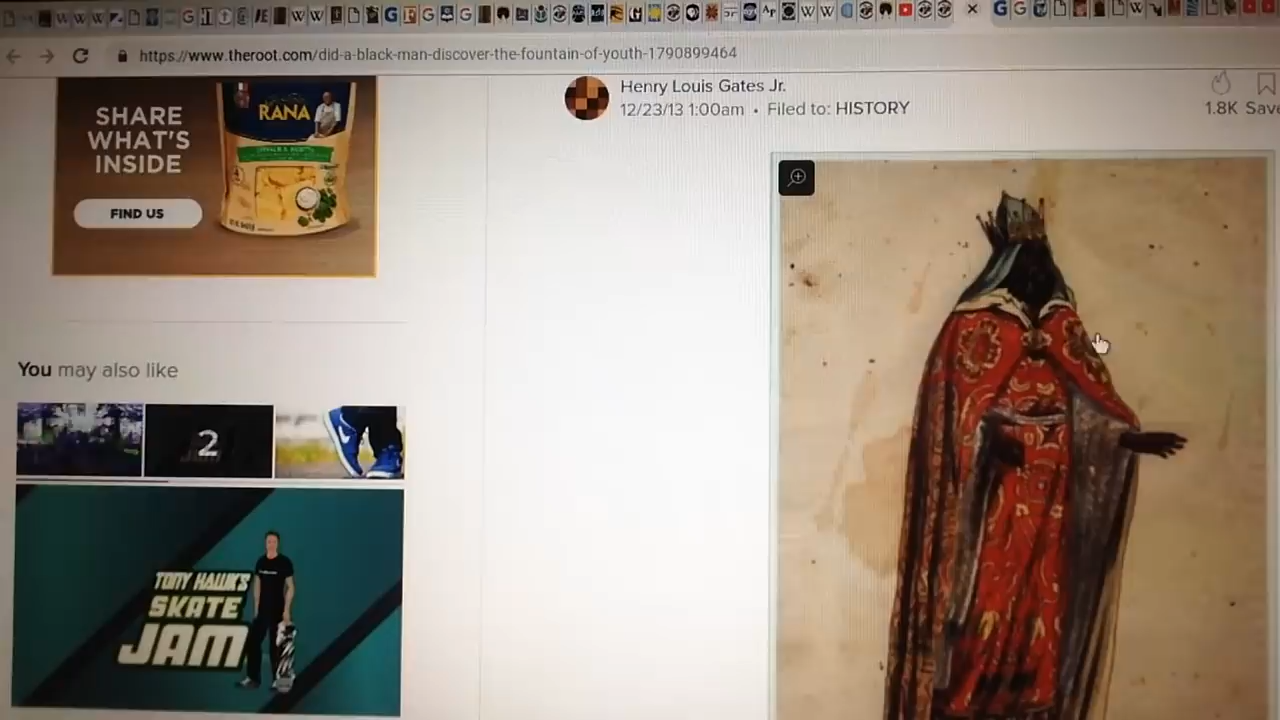 https://www.theroot.com/did-a-black-man-discover-the-fountain-of-youth-1790899464
SHARE
WHAT'S
INSIDE
FIND US
RANA
Henry Louis Gates Jr.
12/23/13 1:00am • Filed to: HISTORY
1.8K Save
You may also like
2
TONY HAWK'S
SKATE
JAM